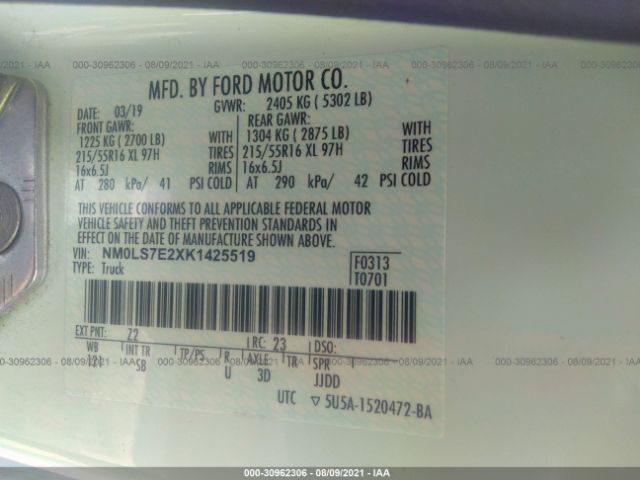 000-30962306 - 08/09/2021 - IAA
MFD. BY FORD MOTOR CO.
DATE: 03/19 GVWR: 2405 KG ( 5302 LB)
FRONT GAWR: REAR GAWR:
1225 KG ( 2700 LB) WITH 1304 KG ( 2875 LB) WITH
215/55R16 XL 97H TIRES 215/55R16 XL 97H TIRES
16x6.5J RIMS 16x6.5J RIMS
AT 280 kPa/ 41 PSI COLD AT 290 kPa/ 42 PSI COLD
THIS VEHICLE CONFORMS TO ALL APPLICABLE FEDERAL MOTOR
VEHICLE SAFETY AND THEFT PREVENTION STANDARDS IN
EFFECT ON THE DATE OF MANUFACTURE SHOWN ABOVE.
VIN: NM0LS7E2XK1425519
TYPE: Truck
F0313
T0701
EXT PNT: Z2 RC: 23 DSO:
WB INT TR TP/PS R AXLE TR SPR
121 SB U 3D JJDD
UTC ▽ 5U5A-1520472-BA
000-30962306 - 08/09/2021 - IAA